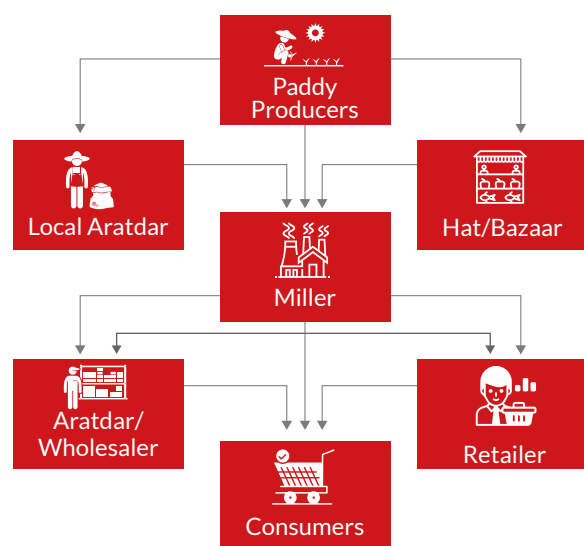 Paddy
Producers
Local Aratdar
Hat/Bazaar
Miller
Aratdar/
Wholesaler
Retailer
Consumers